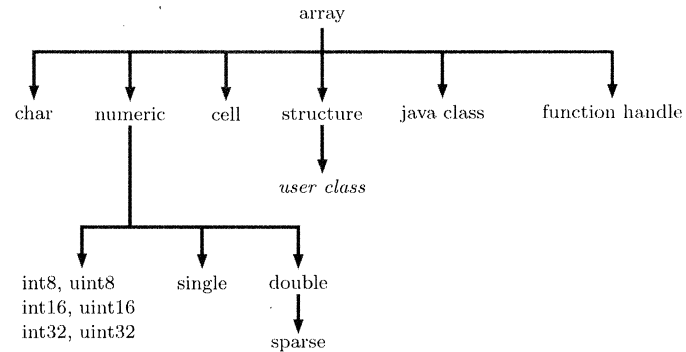 array
char numeric cell structure java class function handle
user class
int8, uint8 single double
int16, uint16
int32, uint32
sparse